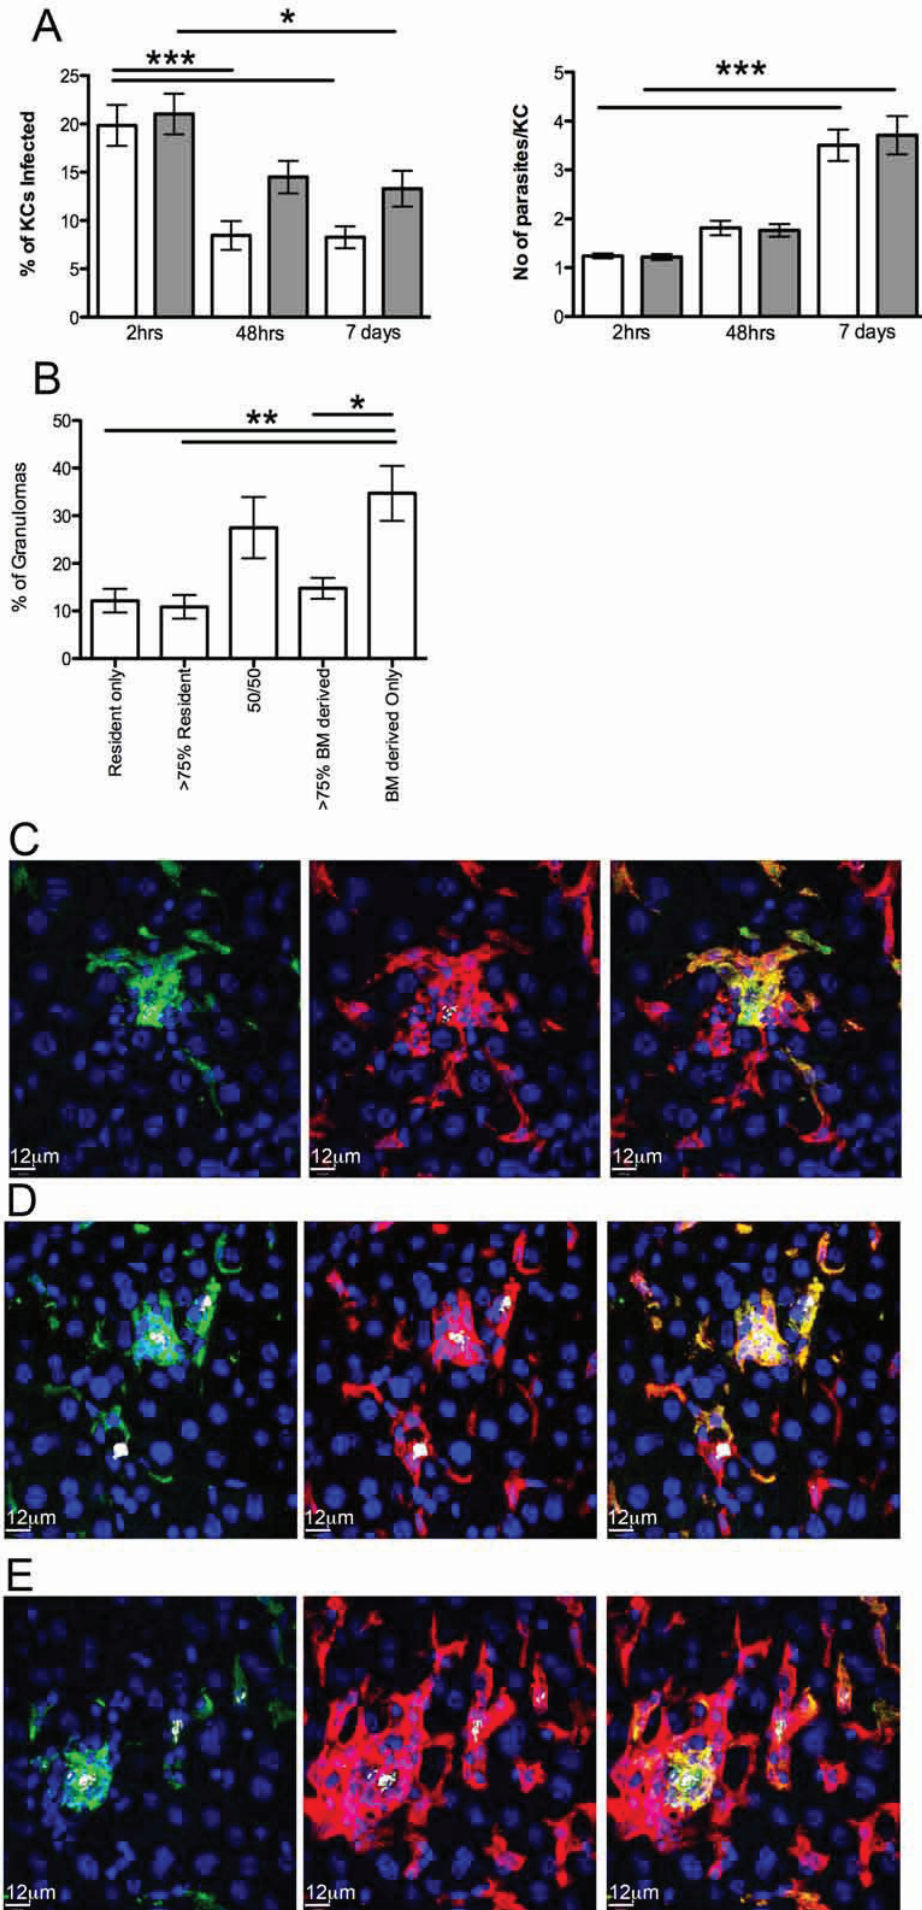 A
*
***
25
20
15
10
5
0
% of KCs Infected
2hrs
48hrs
7 days
***
5
4
3
2
1
0
No of parasites/KC
2hrs
48hrs
7 days
B
**
*
50
40
30
20
10
0
% of Granulomas
Resident only
>75% Resident
50/50
>75% BM derived
BM derived Only
C
12μm
12μm
12μm
D
12μm
12μm
12μm
E
12μm
12μm
12μm